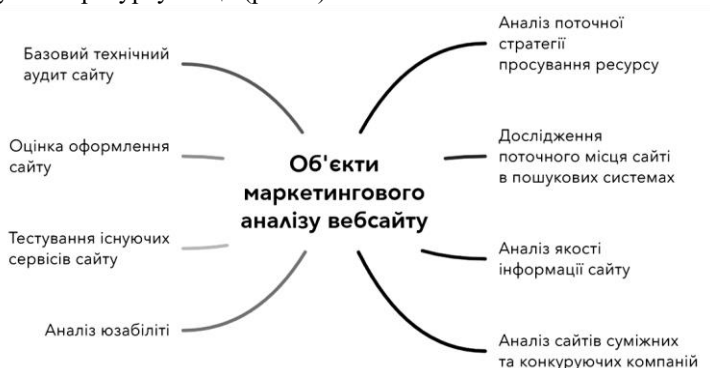 Базовий технічний
аудит сайту
Оцінка оформлення
сайту
Тестування існуючих
сервісів сайту
Аналіз юзабіліті
Об'єкти
маркетингового
аналізу вебсайту
Аналіз поточної
стратегії
просування ресурсу
Дослідження
поточного місця сайті
в пошукових системах
Аналіз якості
інформації сайту
Аналіз сайтів суміжних
та конкуруючих компаній